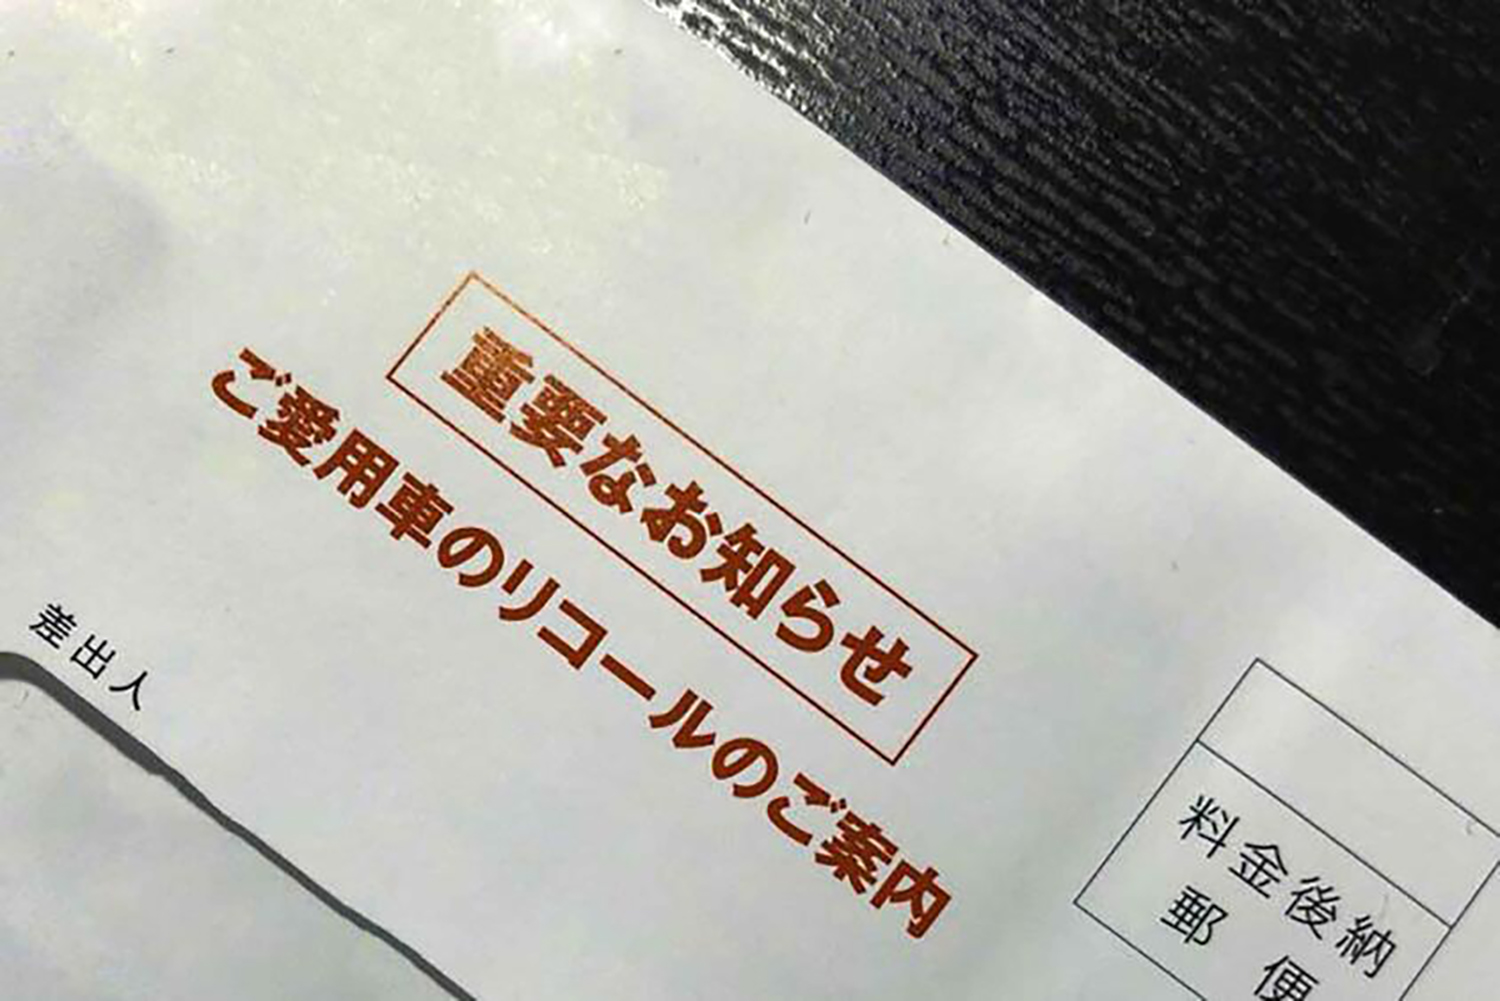 重要なお知らせ
ご愛用車のリコールのご案内
差出人
料金後納
郵便